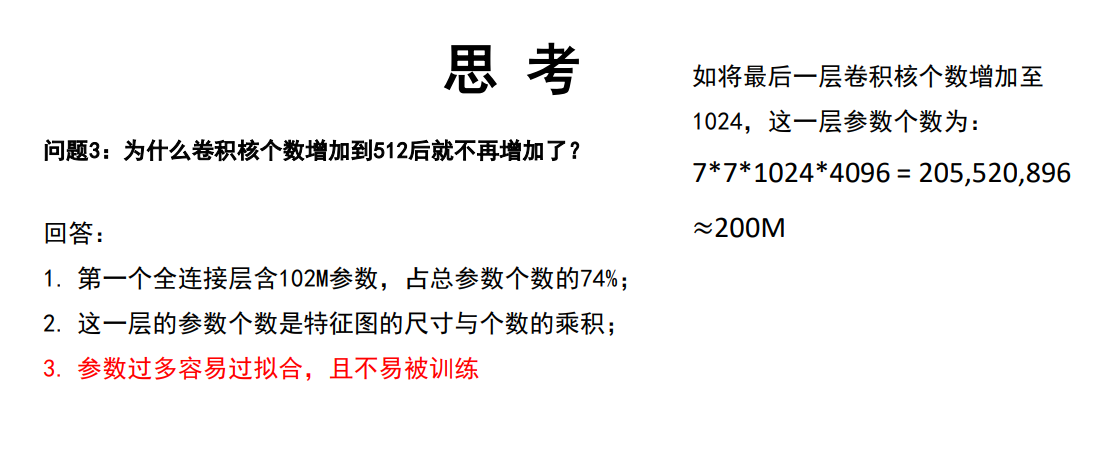 思 考
问题3：为什么卷积核个数增加到512后就不再增加了？
回答：
1. 第一个全连接层含102M参数，占总参数个数的74%；
2. 这一层的参数个数是特征图的尺寸与个数的乘积；
3. 参数过多容易过拟合，且不易被训练
如将最后一层卷积核个数增加至
1024，这一层参数个数为：
7*7*1024*4096 = 205,520,896
≈200M